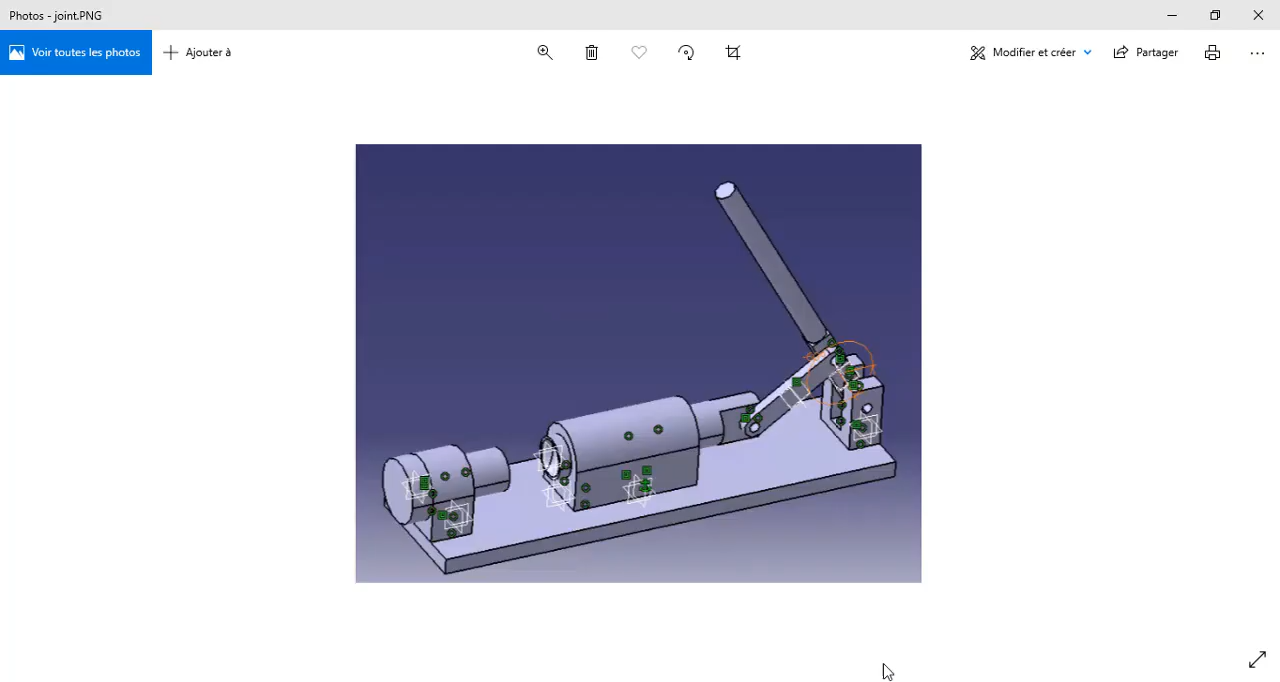 Photos - joint.PNG
Voir toutes les photos
Ajouter à
Modifier et créer
Partager